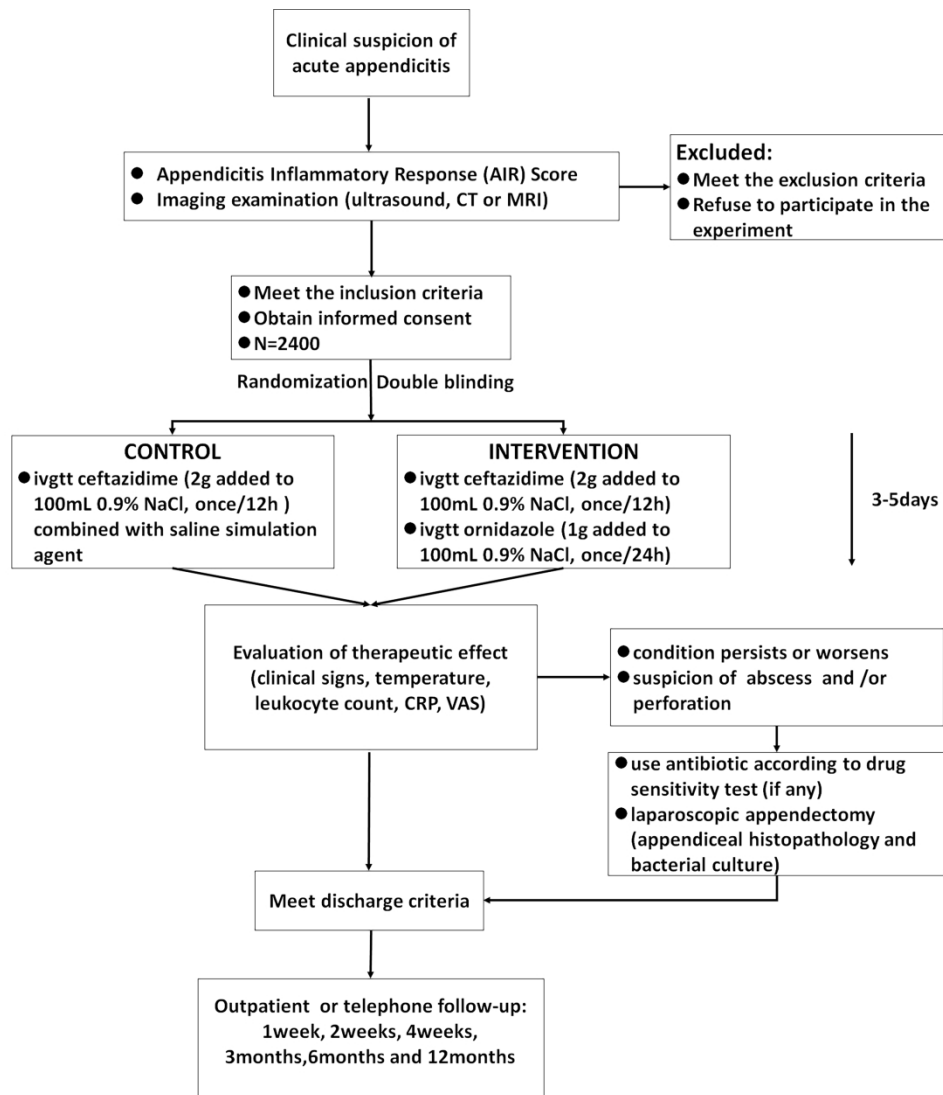 Clinical suspicion of
acute appendicitis
● Appendicitis Inflammatory Response (AIR) Score
● Imaging examination (ultrasound, CT or MRI)
Excluded:
● Meet the exclusion criteria
● Refuse to participate in the
experiment
● Meet the inclusion criteria
● Obtain informed consent
● N=2400
Randomization Double blinding
CONTROL
● ivgtt ceftazidime (2g added to
100mL 0.9% NaCl, once/12h )
combined with saline simulation
agent
INTERVENTION
● ivgtt ceftazidime (2g added to
100mL 0.9% NaCl, once/12h)
● ivgtt ornidazole (1g added to
100mL 0.9% NaCl, once/24h)
3-5days
Evaluation of therapeutic effect
(clinical signs, temperature,
leukocyte count, CRP, VAS)
● condition persists or worsens
● suspicion of abscess and /or
perforation
● use antibiotic according to drug
sensitivity test (if any)
● laparoscopic appendectomy
(appendiceal histopathology and
bacterial culture)
Meet discharge criteria
Outpatient or telephone follow-up:
1week, 2weeks, 4weeks,
3months,6months and 12months